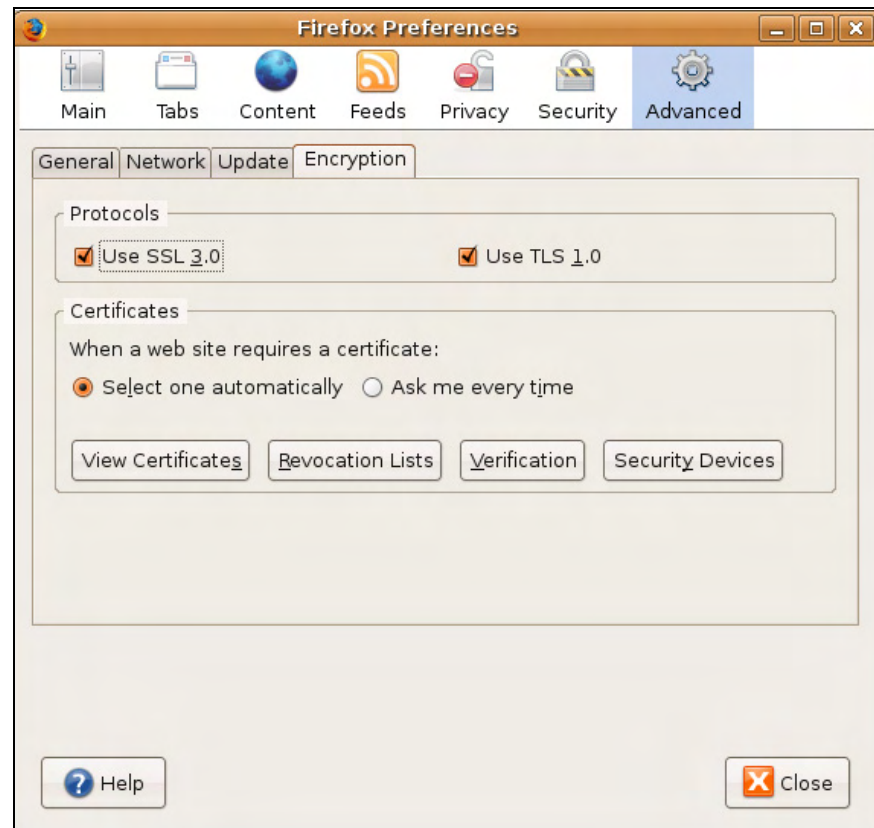 Firefox Preferences
Main Tabs Content Feeds Privacy Security Advanced
General Network Update Encryption
Protocols
Use SSL 3.0 Use TLS 1.0
Certificates
When a web site requires a certificate:
Select one automatically Ask me every time
View Certificates Revocation Lists Verification Security Devices
Help Close